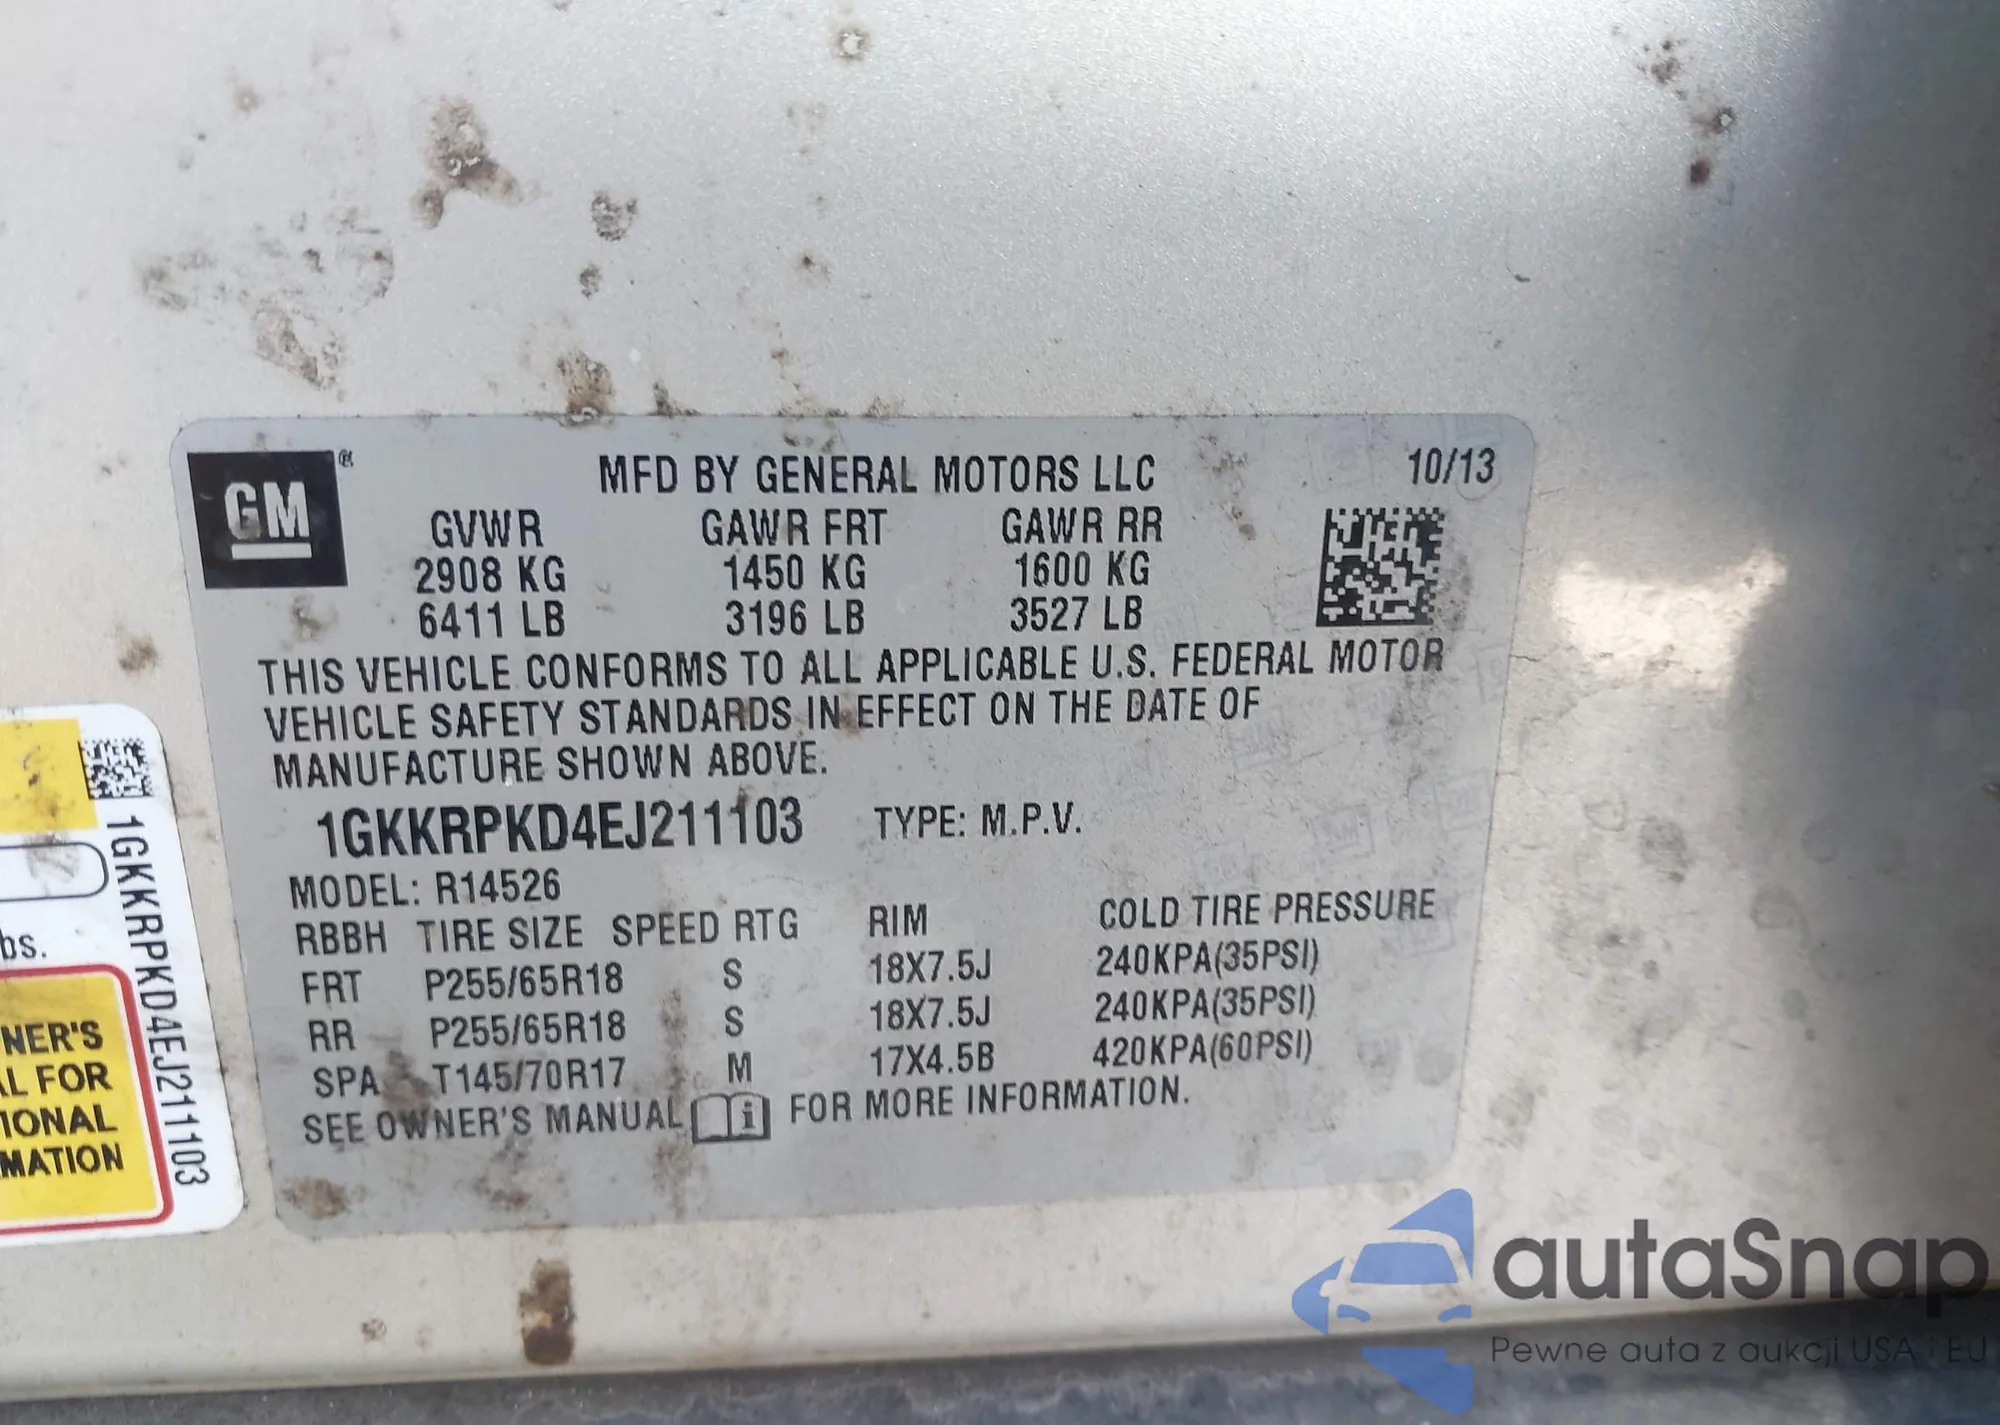 GM ®
MFD BY GENERAL MOTORS LLC 10/13
GVWR GAWR FRT GAWR RR
2908 KG 1450 KG 1600 KG
6411 LB 3196 LB 3527 LB
THIS VEHICLE CONFORMS TO ALL APPLICABLE U.S. FEDERAL MOTOR
VEHICLE SAFETY STANDARDS IN EFFECT ON THE DATE OF
MANUFACTURE SHOWN ABOVE.
1GKKRPKD4EJ211103 TYPE: M.P.V.
MODEL: R14526
RBBH TIRE SIZE SPEED RTG RIM COLD TIRE PRESSURE
FRT P255/65R18 S 18X7.5J 240KPA(35PSI)
RR P255/65R18 S 18X7.5J 240KPA(35PSI)
SPA T145/70R17 M 17X4.5B 420KPA(60PSI)
SEE OWNER'S MANUAL i FOR MORE INFORMATION.
1GKKRPKD4EJ211103
bs.
NER'S
L FOR
IONAL
MATION
autaSnap
Pewne auta z aukcji USA i EU